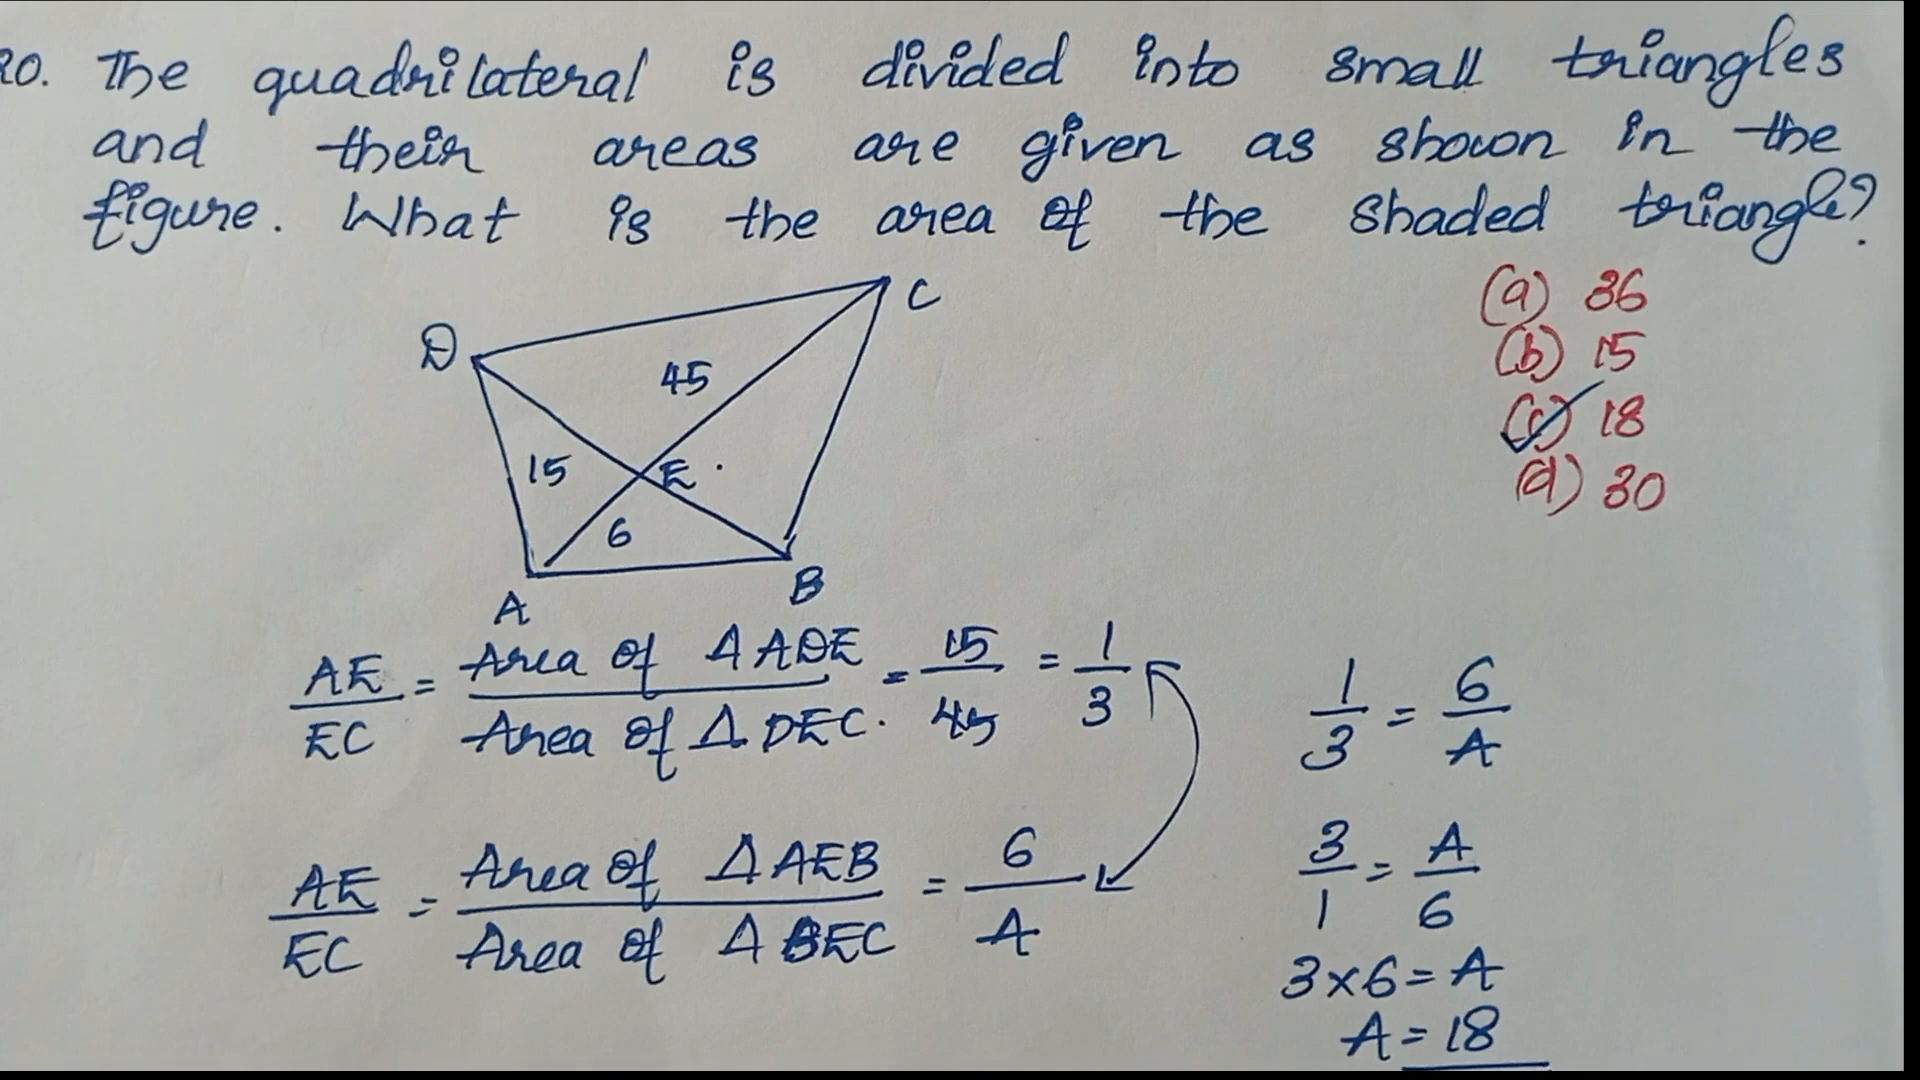 20. The quadrilateral is divided into small triangles
and their areas are given as shown in the
figure. What is the area of the shaded triangle?
(a) 36
(b) 15
(c) 18
(d) 30
D
C
45
15
E
6
A
B
AE/EC = Area of ΔADE / Area of ΔDEC. = 15/45 = 1/3
AE/EC = Area of ΔAEB / Area of ΔBEC = 6/A
1/3 = 6/A
3/1 = A/6
3×6=A
A=18